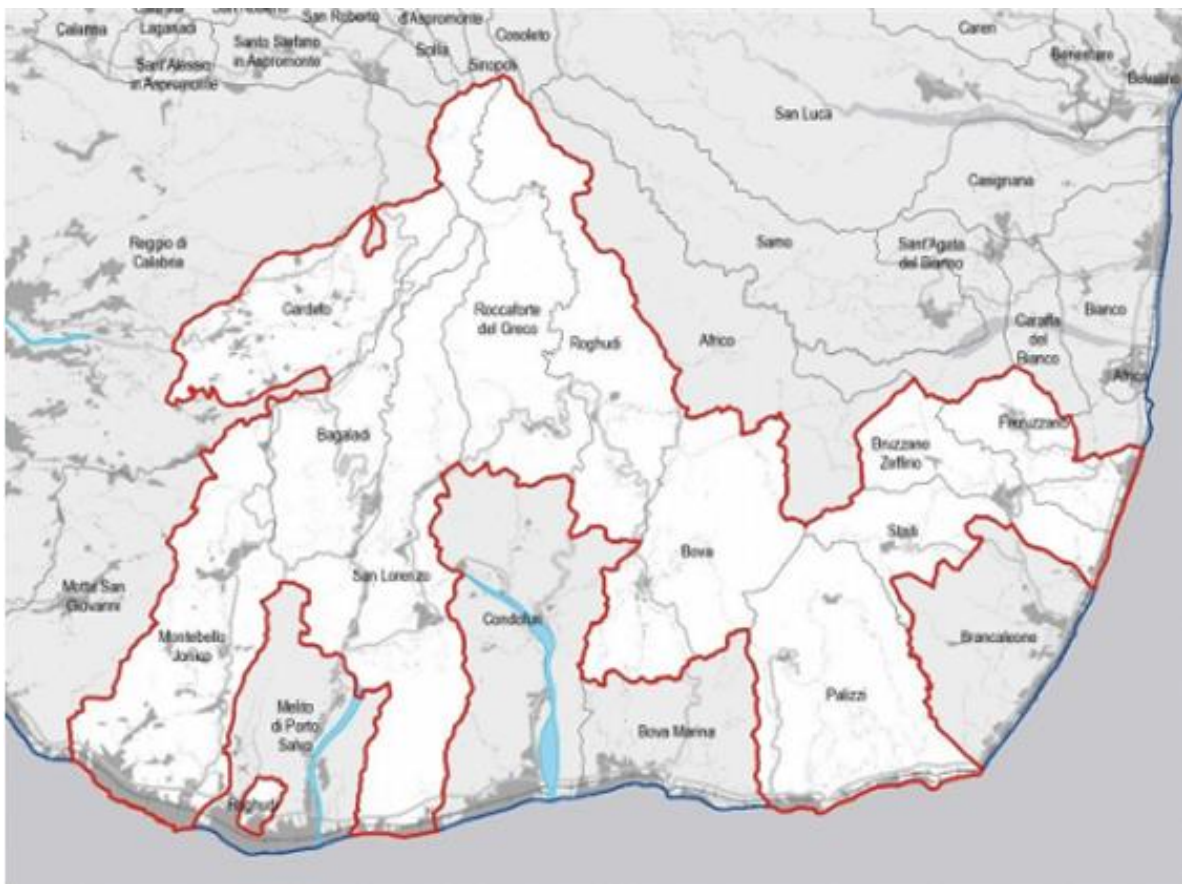 San Roberto
d'Aspromonte
Cosoleto
Calanna
Laganadi
Santo Stefano
in Aspromonte
Scilla
Sinopoli
Sant'Alessio
in Aspromonte
Careri
Benestare
Bovalino
San Luca
Casignana
Reggio di
Calabria
Samo
Sant'Agata
del Bianco
Cardeto
Roccaforte
del Greco
Roghudi
Africo
Caraffa
del
Bianco
Bianco
Africo
Bagaladi
Bruzzano
Zeffirio
Ferruzzano
Staiti
Bova
San Lorenzo
Motta San
Giovanni
Condofuri
Montebello
Jonico
Brancaleone
Palizzi
Melito
di Porto
Salvo
Bova Marina
Roghudi